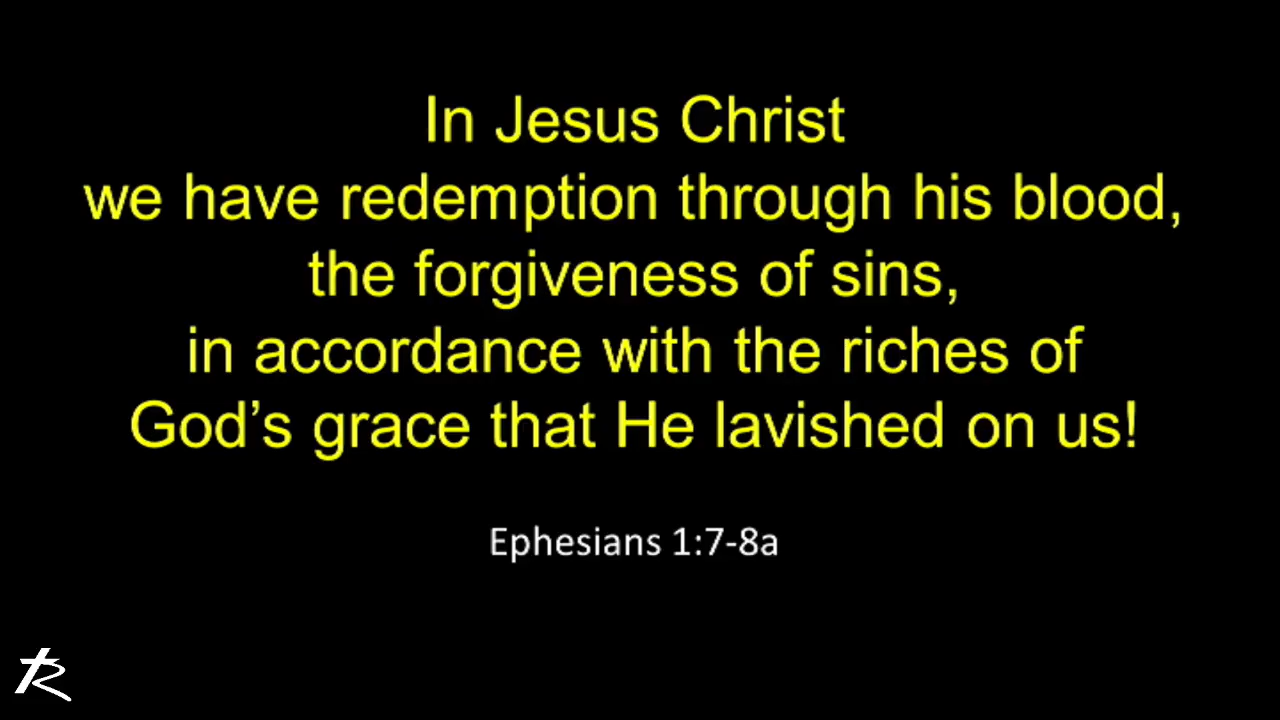 In Jesus Christ
we have redemption through his blood,
the forgiveness of sins,
in accordance with the riches of
God’s grace that He lavished on us!
Ephesians 1:7-8a